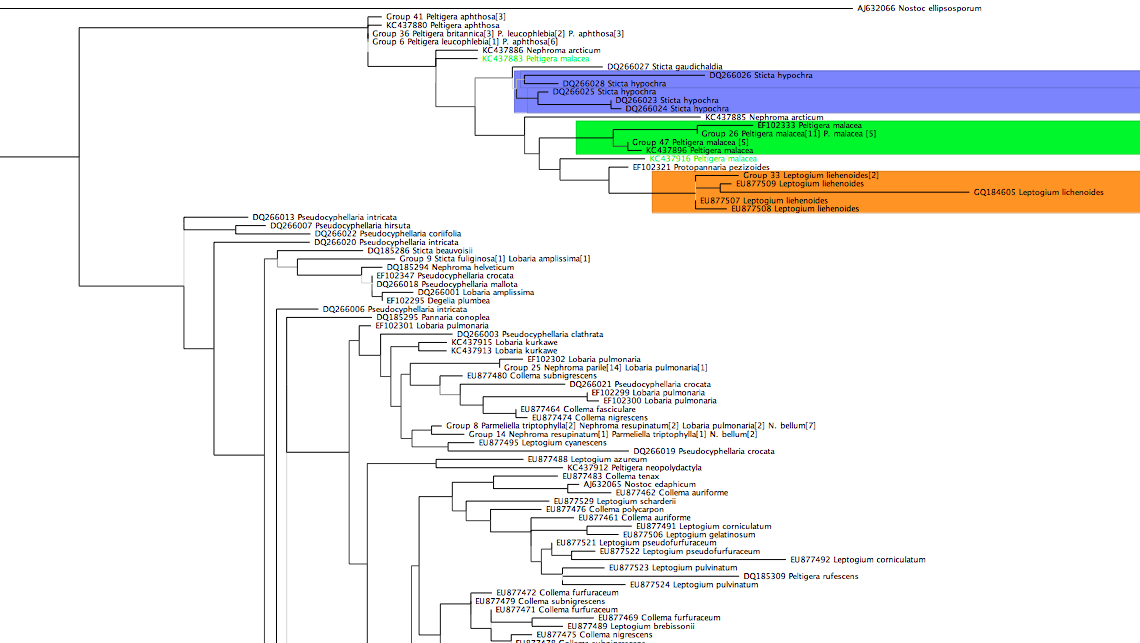 AJ632066 Nostoc ellipsosporum
Group 41 Peltigera aphthosa[3]
KC437880 Peltigera aphthosa
Group 36 Peltigera britannica[3] P. leucophlebia[2] P. aphthosa[3]
Group 6 Peltigera leucophlebia[1] P. aphthosa[6]
KC437886 Nephroma arcticum
KC437883 Peltigera malacea
DQ266027 Sticta gaudichaldia
DQ266026 Sticta hypochra
DQ266028 Sticta hypochra
DQ266025 Sticta hypochra
DQ266023 Sticta hypochra
DQ266024 Sticta hypochra
KC437885 Nephroma arcticum
EF102333 Peltigera malacea
Group 26 Peltigera malacea[11] P. malacea [5]
Group 47 Peltigera malacea [5]
KC437896 Peltigera malacea
KC437916 Peltigera malacea
EF102321 Protopannaria pezizoides
Group 33 Leptogium liehenoides[2]
EU877509 Leptogium liehenoides
GQ184605 Leptogium liehenoides
EU877507 Leptogium liehenoides
EU877508 Leptogium liehenoides
DQ266013 Pseudocyphellaria intricata
DQ266007 Pseudocyphellaria hirsuta
DQ266022 Pseudocyphellaria coriifolia
DQ266020 Pseudocyphellaria intricata
DQ185286 Sticta beauvoisii
Group 9 Sticta fuliginosa[1] Lobaria amplissima[1]
DQ185294 Nephroma helveticum
EF102347 Pseudocyphellaria crocata
DQ266018 Pseudocyphellaria mallota
DQ266001 Lobaria amplissima
EF102295 Degelia plumbea
DQ266006 Pseudocyphellaria intricata
DQ185295 Pannaria conoplea
EF102301 Lobaria pulmonaria
DQ266003 Pseudocyphellaria clathrata
KC437915 Lobaria kurkawe
KC437913 Lobaria kurkawe
EF102302 Lobaria pulmonaria
Group 25 Nephroma parile[14] Lobaria pulmonaria[1]
EU877480 Collema subnigrescens
DQ266021 Pseudocyphellaria crocata
EF102299 Lobaria pulmonaria
EF102300 Lobaria pulmonaria
EU877464 Collema fasciculare
EU877474 Collema nigrescens
Group 8 Parmeliella triptophylla[2] Nephroma resupinatum[2] Lobaria pulmonaria[2] N. bellum[7]
Group 14 Nephroma resupinatum[1] Parmeliella triptophylla[1] N. bellum[2]
EU877495 Leptogium cyanescens
DQ266019 Pseudocyphellaria crocata
EU877488 Leptogium azureum
KC437912 Peltigera neopolydactyla
EU877483 Collema tenax
AJ632065 Nostoc edaphicum
EU877462 Collema auriforme
EU877529 Leptogium scharderii
EU877476 Collema polycarpon
EU877461 Collema auriforme
EU877491 Leptogium corniculatum
EU877506 Leptogium gelatinosum
EU877521 Leptogium pseudofurfuraceum
EU877522 Leptogium pseudofurfuraceum
EU877492 Leptogium corniculatum
EU877523 Leptogium pulvinatum
DQ185309 Peltigera rufescens
EU877524 Leptogium pulvinatum
EU877472 Collema furfuraceum
EU877479 Collema subnigrescens
EU877471 Collema furfuraceum
EU877469 Collema furfuraceum
EU877489 Leptogium brebissonii
EU877475 Collema nigrescens